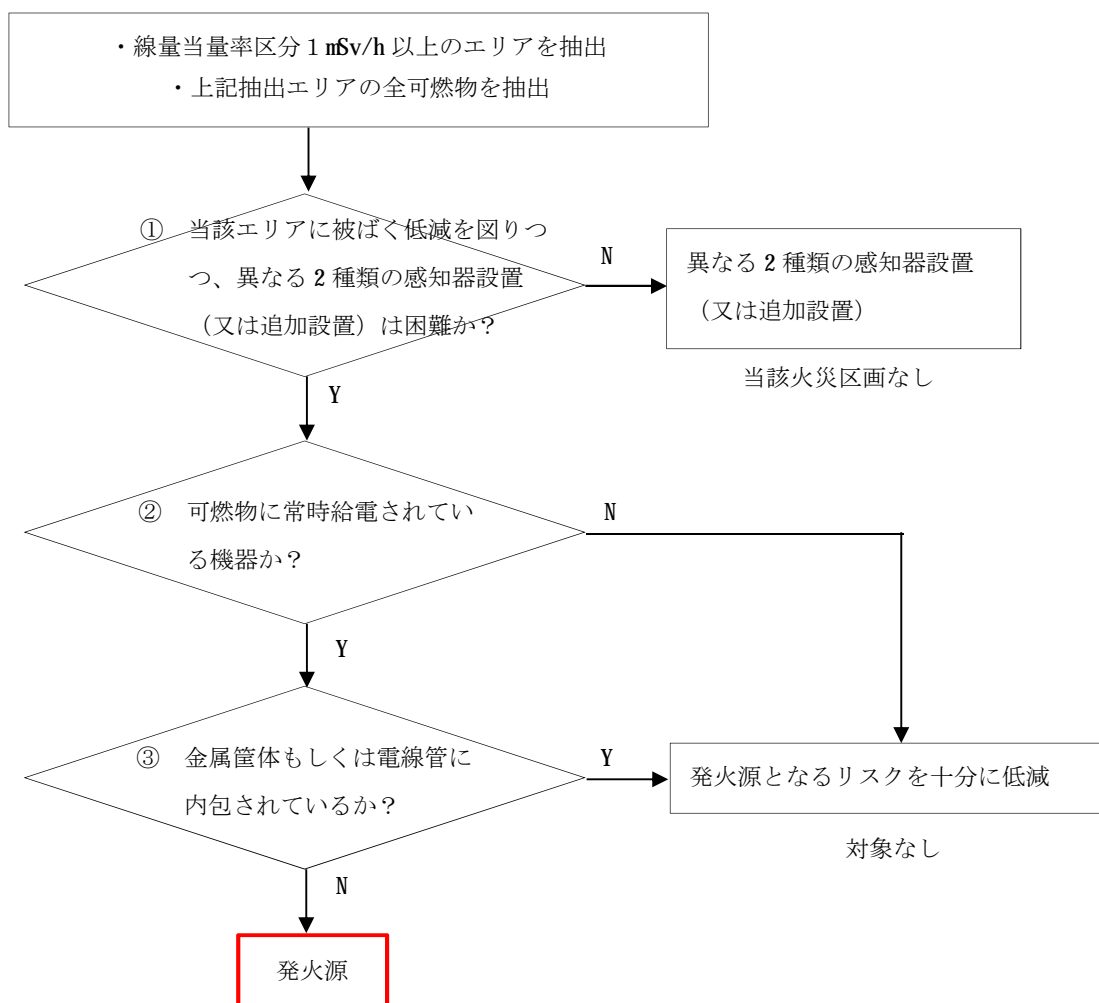 ・線量当量率区分1mSv/h以上のエリアを抽出
・上記抽出エリアの全可燃物を抽出
① 当該エリアに被ばく低減を図りつ
つ、異なる2種類の感知器設置
（又は追加設置）は困難か？
N
異なる2種類の感知器設置
（又は追加設置）
当該火災区画なし
Y
② 可燃物に常時給電されてい
る機器か？
N
Y
③ 金属筐体もしくは電線管に
内包されているか？
Y
発火源となるリスクを十分に低減
対象なし
N
発火源